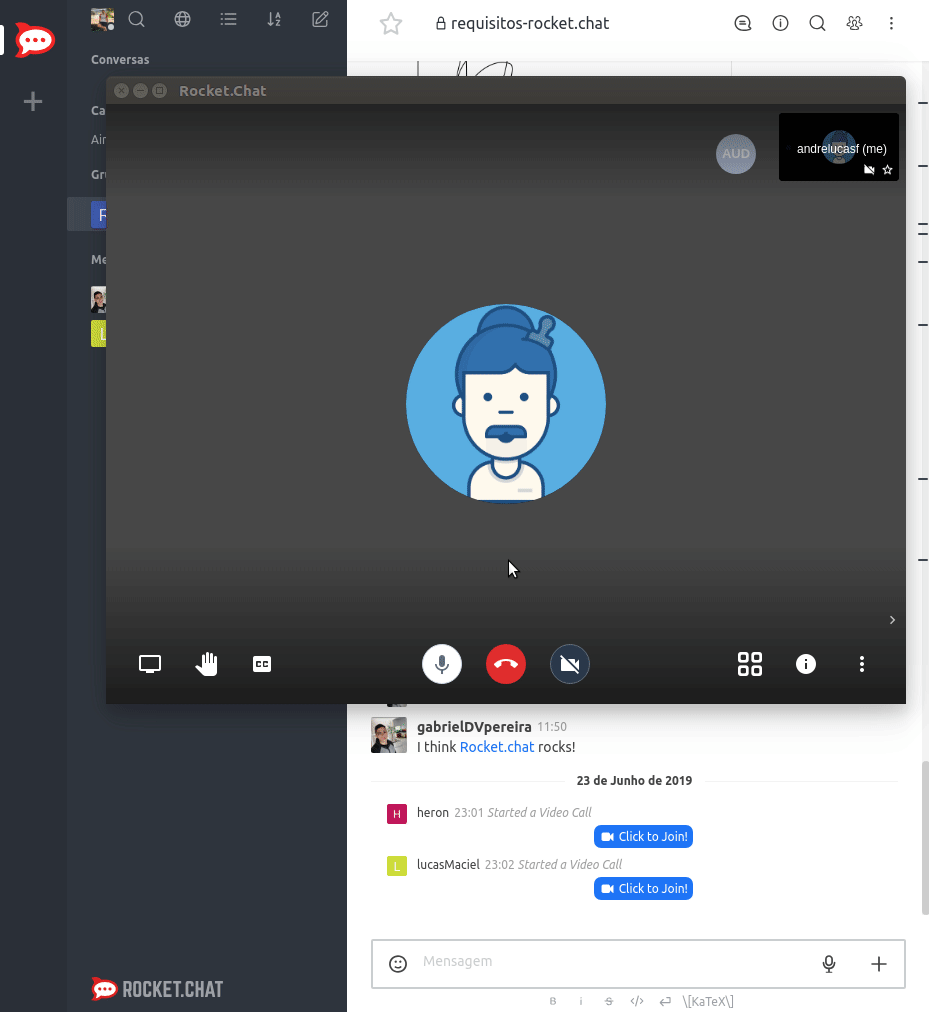 requisitos-rocket.chat
Conversas
Ca
Air
Gru
R
Me
L
Rocket.Chat
AUD
andrelucasf (me)
CC
gabrielDVpereira 11:50
I think Rocket.chat rocks!
23 de Junho de 2019
H heron 23:01 Started a Video Call
Click to Join!
L lucasMaciel 23:02 Started a Video Call
Click to Join!
Mensagem
B i S </> \[KaTeX\]
ROCKET.CHAT